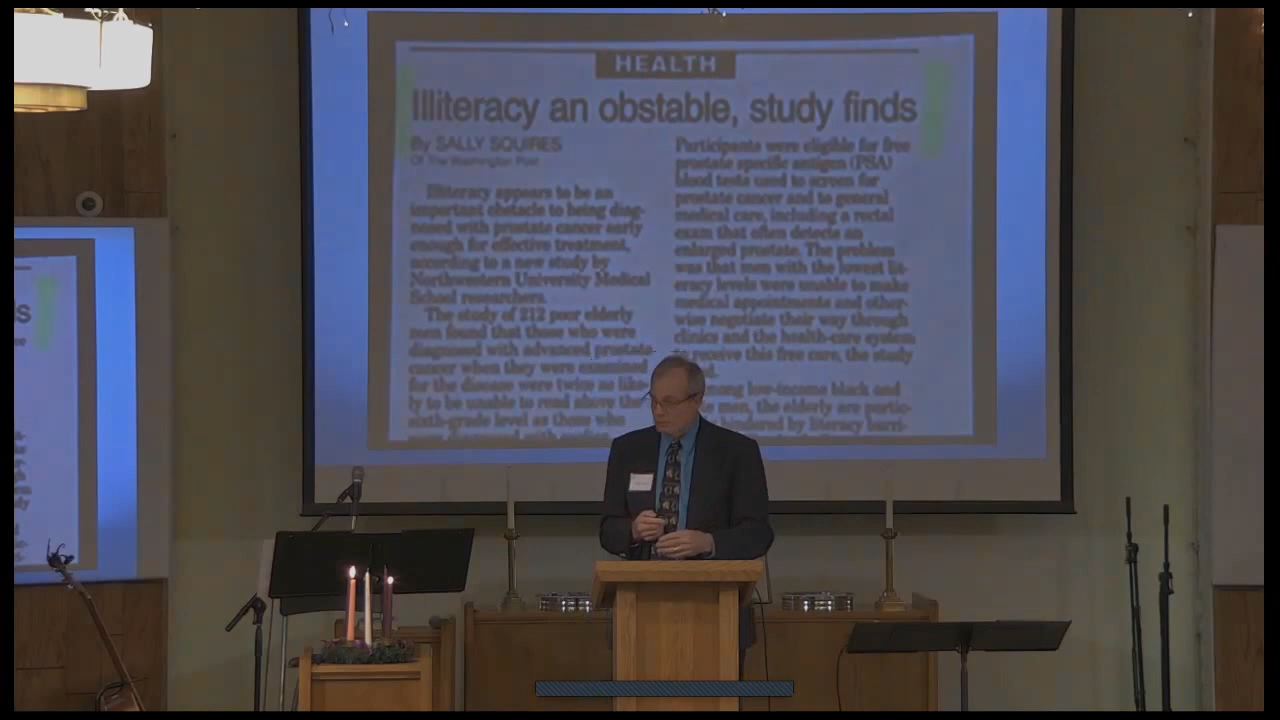 HEALTH
Illiteracy an obstable, study finds
By SALLY SQUIRES
Of The Washington Post
Illiteracy appears to be an
important obstacle to being diag-
nosed with prostate cancer early
enough for effective treatment,
according to a new study by
Northwestern University Medical
School researchers.
The study of 212 poor elderly
men found that those who were
diagnosed with advanced prostate
cancer when they were examined
for the disease were twice as like-
ly to be unable to read above the
sixth-grade level as those who
Participants were eligible for free
prostate specific antigen (PSA)
blood tests used to screen for
prostate cancer and to general
medical care, including a rectal
exam that often detects an
enlarged prostate. The problem
was that men with the lowest lit-
eracy levels were unable to make
medical appointments and other-
wise negotiate their way through
clinics and the health-care system
receive this free care, the study
low-income black and
men, the elderly are partic-
hindered by literacy barri-